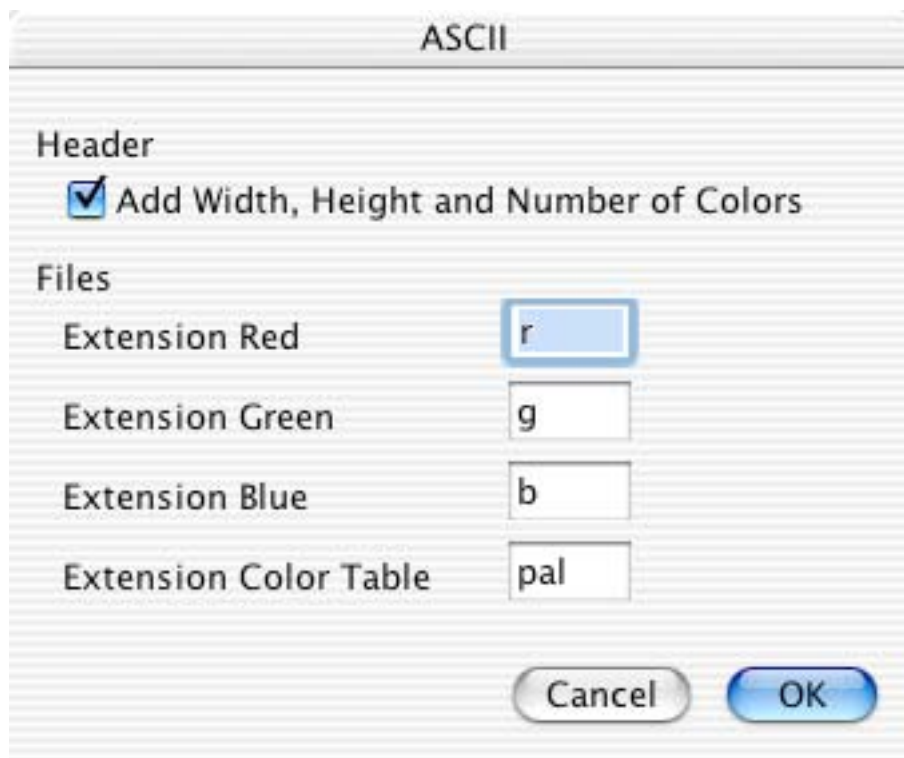 ASCII
Header
Add Width, Height and Number of Colors
Files
Extension Red r
Extension Green g
Extension Blue b
Extension Color Table pal
Cancel OK